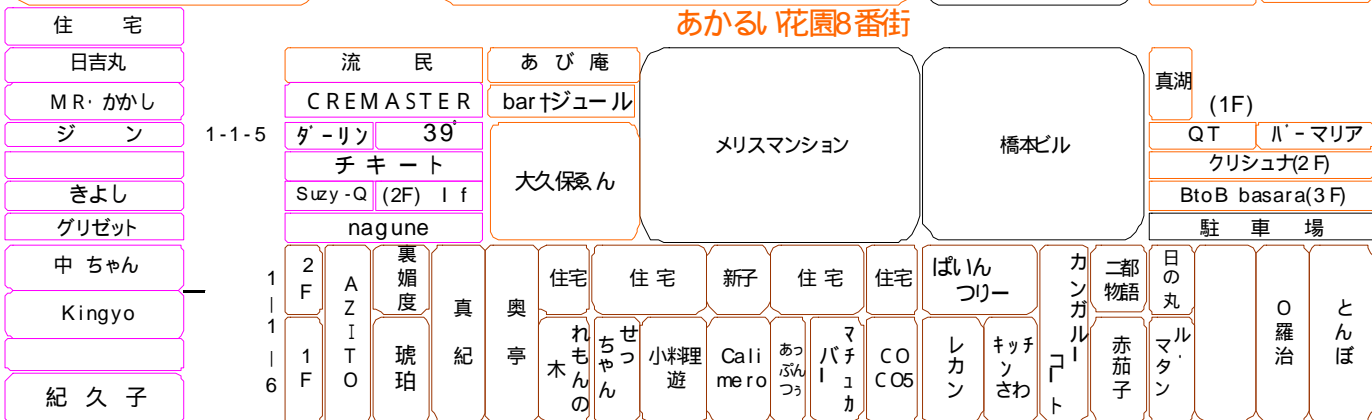 あかるい花園8番街
住 宅
日吉丸
MR·かかし
ジ ン
きよし
グリゼット
中 ちゃん
Kingyo
紀 久 子
1-1-5
流 民
CREMASTER
ダーリン
39°
チ キ ー ト
Suzy-Q
(2F) I f
nagune
あ び 庵
bar†ジュール
大久保ゑん
メリスマンション
橋本ビル
真湖
(1F)
QT
バーマリア
クリシュナ(2F)
BtoB basara(3F)
駐 車 場
1|1|6
2F
1F
AZITO
裏媚度
琥珀
真 紀
奥 亭
住宅
れもんの木
住 宅
せっちゃん
小料理
遊
新子
Cali
mero
住 宅
あっぷんつぅ
マチュカバー
住宅
CO
CO5
ぱいん
つりー
レカン
キッチンさわ
カンガルーコート
二都
物語
赤茄子
日の丸
ル・マタン
O羅治
とんぼ